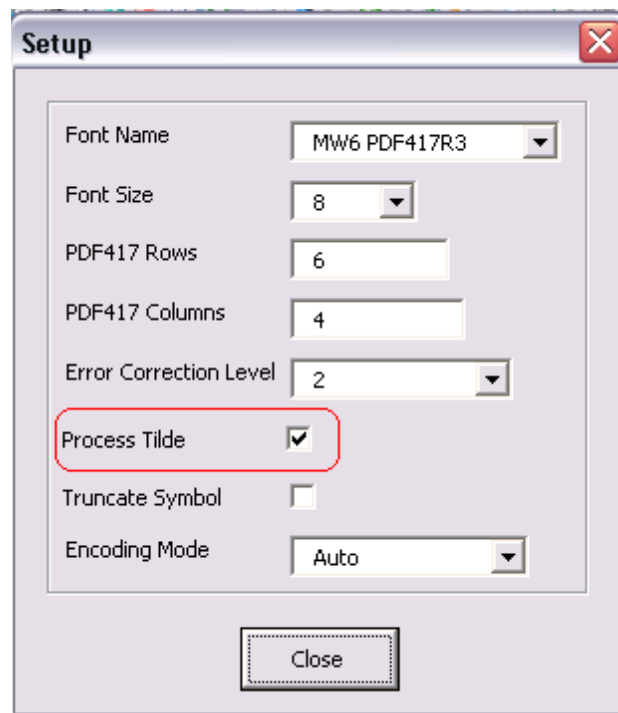 Setup
Font Name MW6 PDF417R3
Font Size 8
PDF417 Rows 6
PDF417 Columns 4
Error Correction Level 2
Process Tilde
Truncate Symbol
Encoding Mode Auto
Close